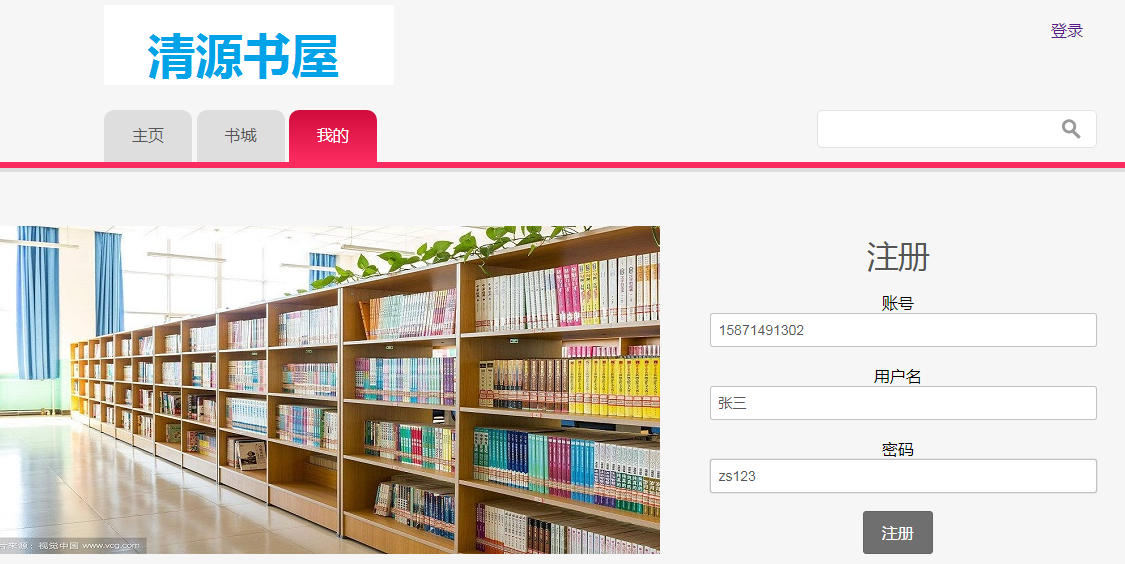 清源书屋
登录
主页
书城
我的
注册
账号
15871491302
用户名
张三
密码
zs123
注册
片来源：视觉中国 www.vcg.com